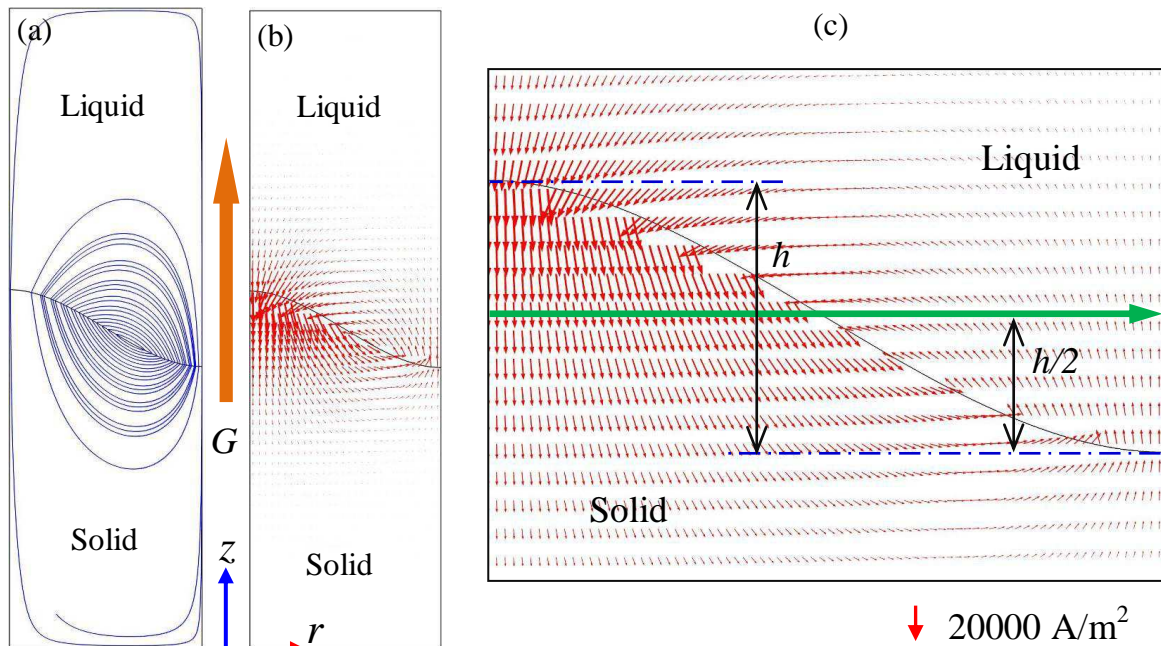 (a)
Liquid
Solid
G
z
(b)
Liquid
Solid
r
(c)
Liquid
h
h/2
Solid
20000 A/m²